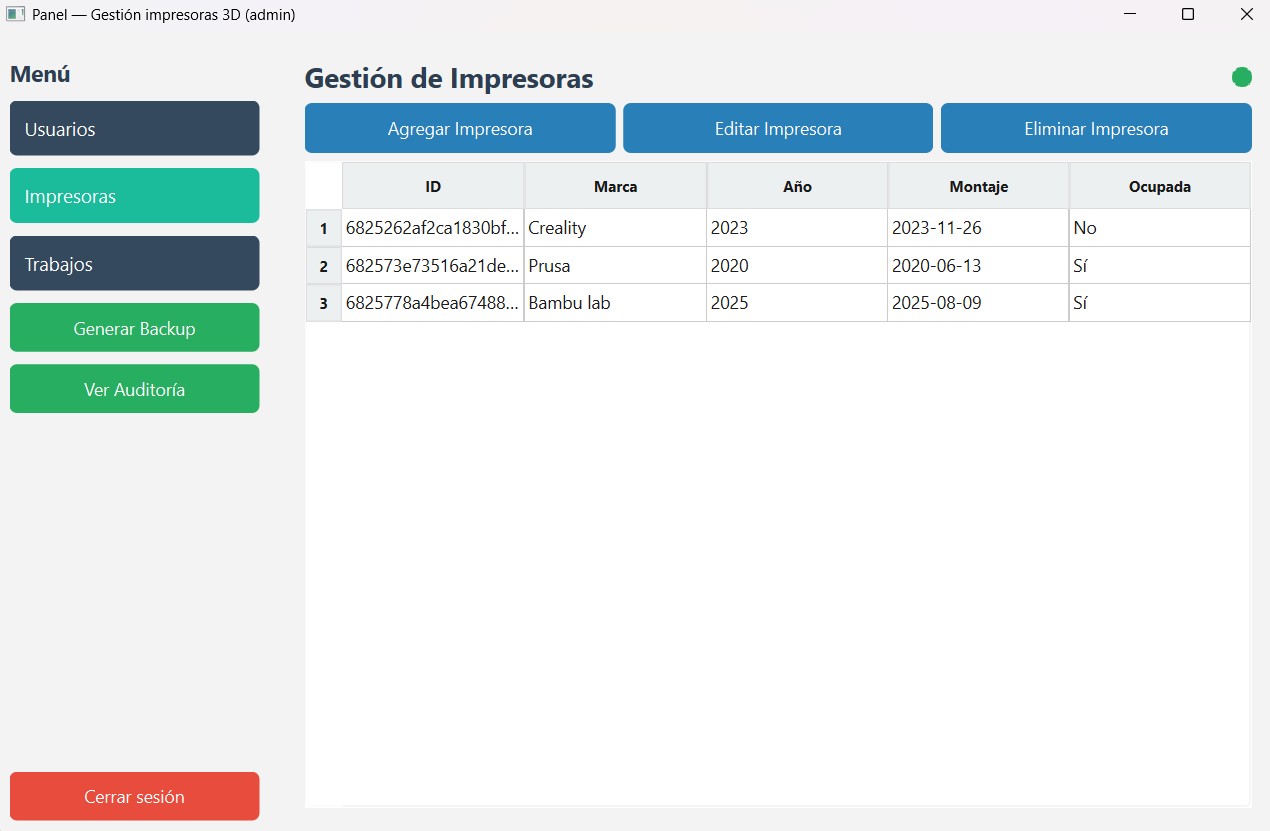 Panel — Gestión impresoras 3D (admin)
Menú
Usuarios
Impresoras
Trabajos
Generar Backup
Ver Auditoría
Cerrar sesión
Gestión de Impresoras
Agregar Impresora Editar Impresora Eliminar Impresora
ID Marca Año Montaje Ocupada
1 6825262af2ca1830bf... Creality 2023 2023-11-26 No
2 682573e73516a21de... Prusa 2020 2020-06-13 Sí
3 6825778a4bea67488... Bambu lab 2025 2025-08-09 Sí